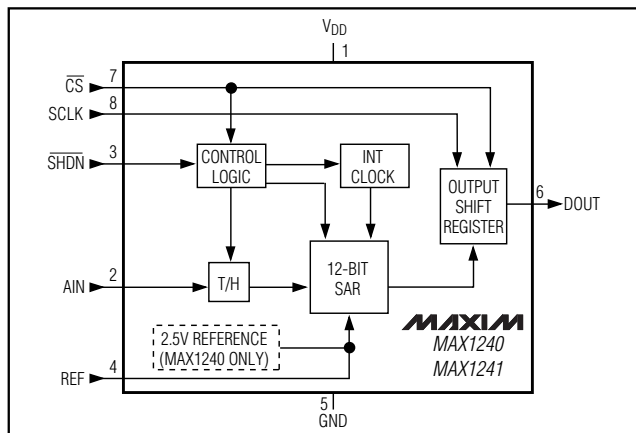 VDD
1
CS
7
SCLK
8
SHDN
3
CONTROL
LOGIC
INT
CLOCK
OUTPUT
SHIFT
REGISTER
6
DOUT
AIN
2
T/H
12-BIT
SAR
2.5V REFERENCE
(MAX1240 ONLY)
MAXIM
MAX1240
MAX1241
REF
4
5
GND